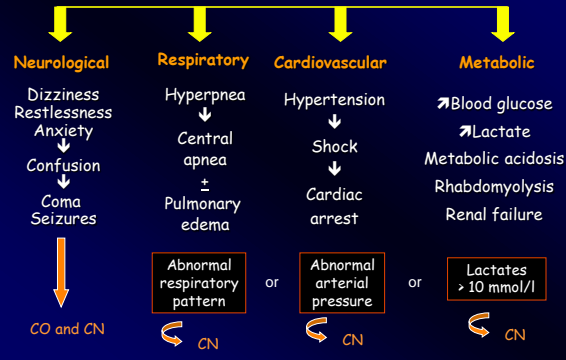 Neurological
Dizziness
Restlessness
Anxiety
Confusion
Coma
Seizures
CO and CN
Respiratory
Hyperpnea
Central
apnea
±
Pulmonary
edema
Abnormal
respiratory
pattern
CN
or
Cardiovascular
Hypertension
Shock
Cardiac
arrest
Abnormal
arterial
pressure
CN
or
Metabolic
Blood glucose
Lactate
Metabolic acidosis
Rhabdomyolysis
Renal failure
Lactates
> 10 mmol/l
CN